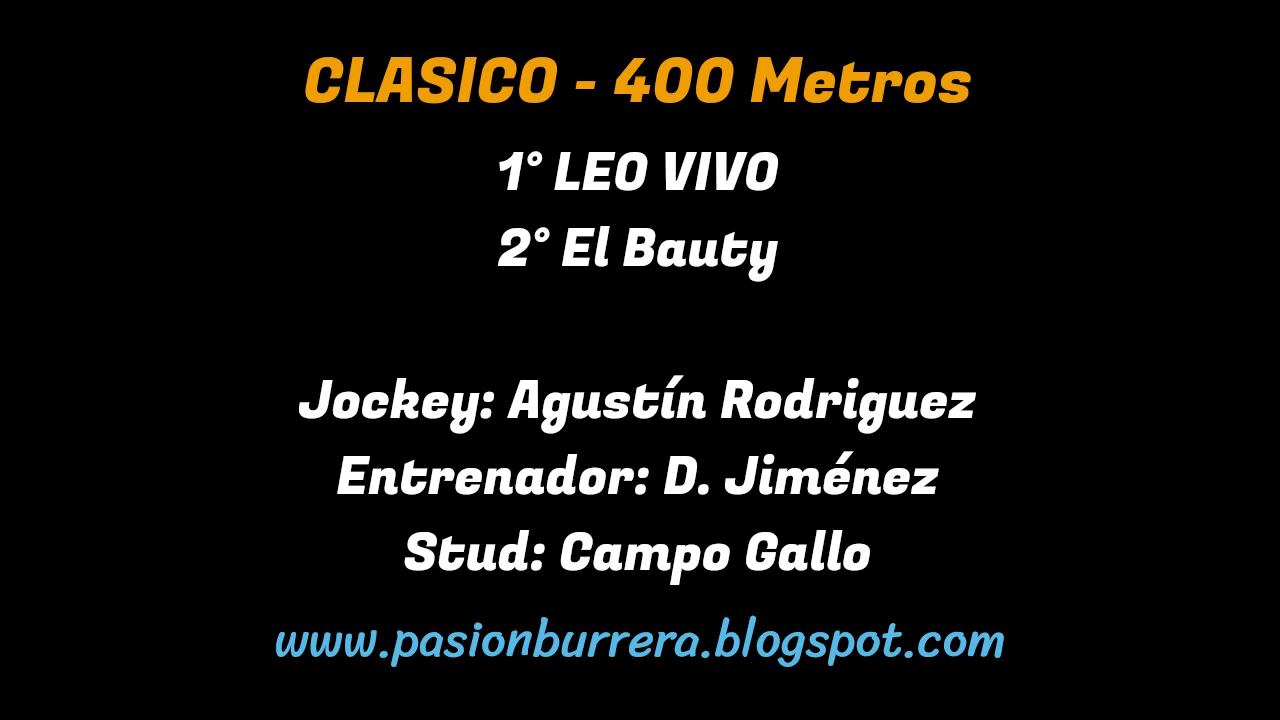 CLASICO - 400 Metros
1° LEO VIVO
2° El Bauty
Jockey: Agustín Rodriguez
Entrenador: D. Jiménez
Stud: Campo Gallo
www.pasionburrera.blogspot.com